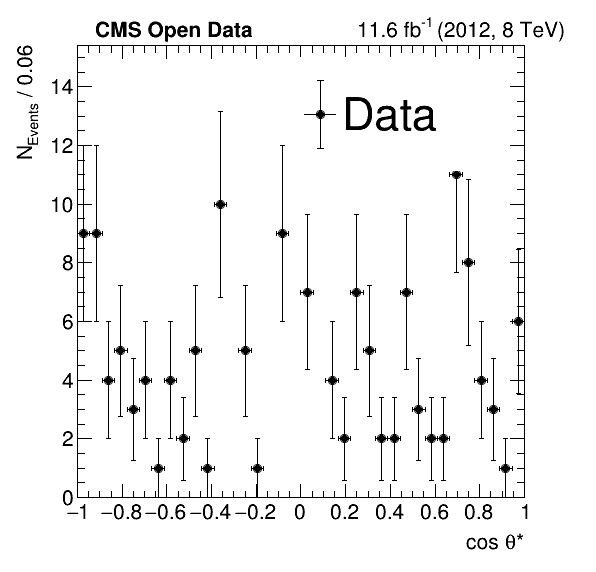 CMS Open Data 11.6 fb⁻¹ (2012, 8 TeV)
N_Events / 0.06
Data
14
12
10
8
6
4
2
0
−1 −0.8 −0.6 −0.4 −0.2 0 0.2 0.4 0.6 0.8 1
cos θ*